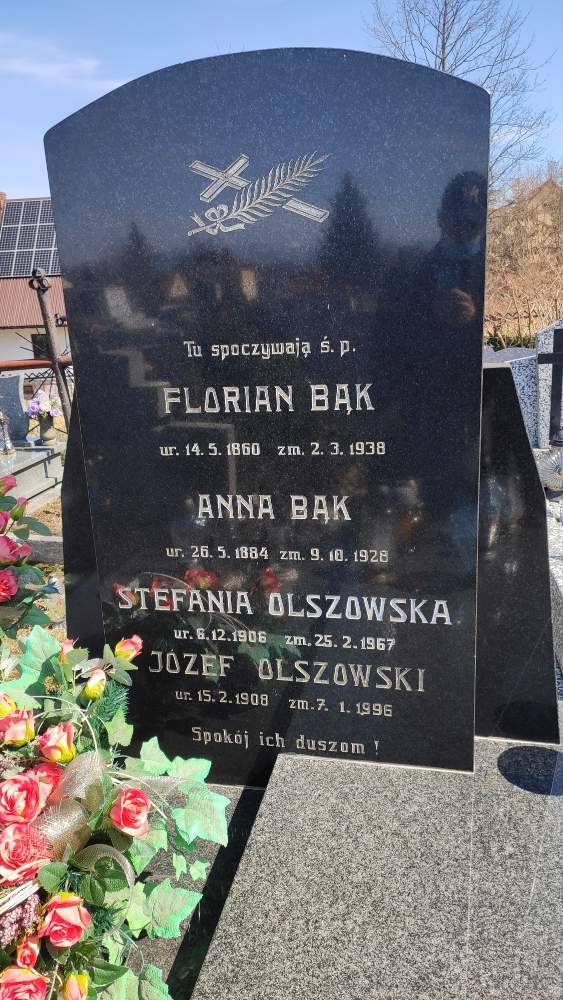 Tu spoczywają ś. p.
FLORIAN BĄK
ur. 14. 5. 1860 zm. 2. 3. 1938
ANNA BĄK
ur. 26. 5. 1884 zm. 9. 10. 1928
STEFANIA OLSZOWSKA
ur. 6. 12. 1906 zm. 25. 2. 1967
JÓZEF OLSZOWSKI
ur. 15. 2. 1908 zm. 7. 1. 1996
Spokój ich duszom !